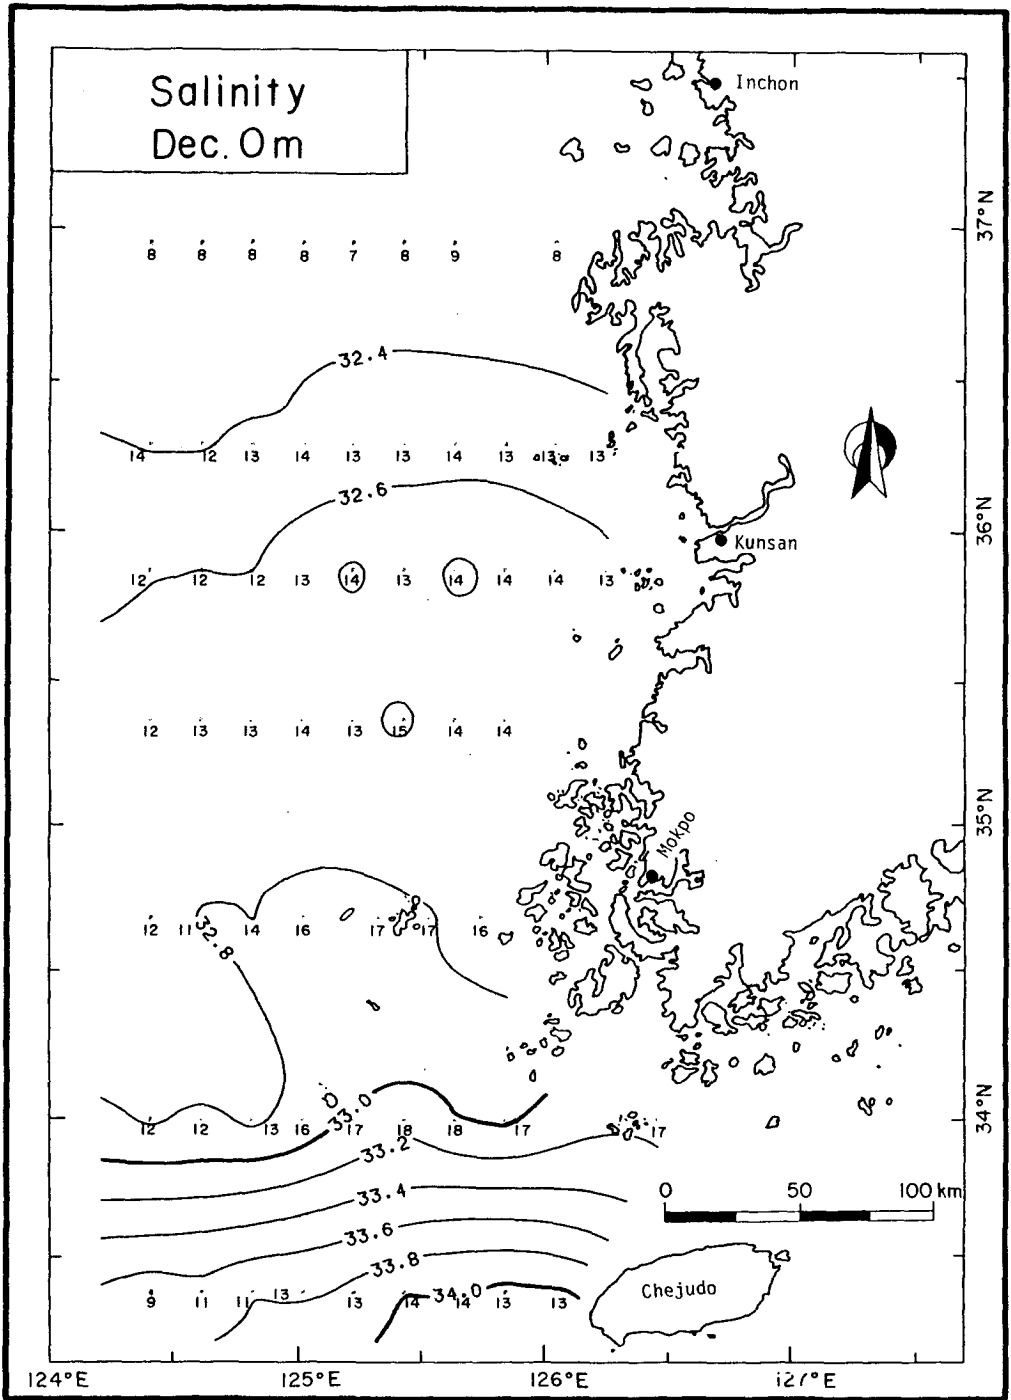 Salinity
Dec. 0m
Inchon
37°N
8 8 8 8 7 8 9 8
32.4
14 12 13 14 13 13 14 13 13 13
32.6
36°N
Kunsan
12 12 12 13 14 13 14 14 14 13
12 13 13 14 13 15 14 14
35°N
Mokpo
32.8
12 11 14 16 17 17 16
33.0
34°N
12 12 13 16 17 18 18 17 17
33.2
33.4
0 50 100 km
33.6
33.8
Chejudo
34.0
9 11 11 13 13 14 14 13 13
124°E 125°E 126°E 127°E